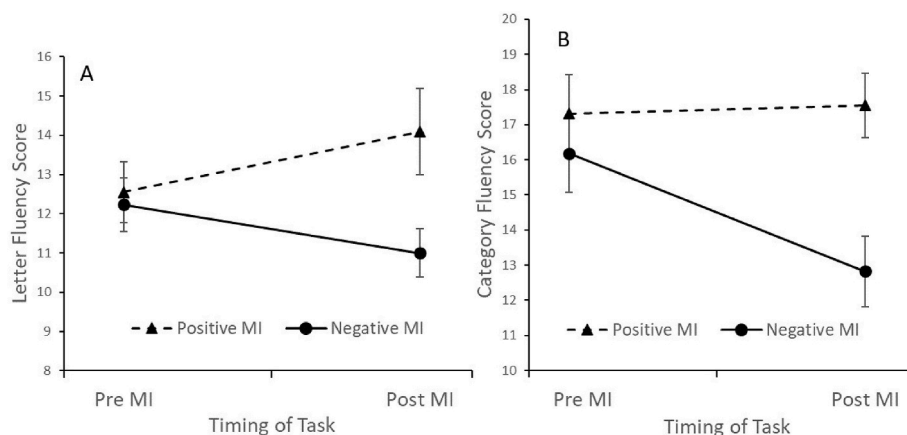 A
Letter Fluency Score
16
15
14
13
12
11
10
9
8
Positive MI
Negative MI
Pre MI
Post MI
Timing of Task
B
Category Fluency Score
20
19
18
17
16
15
14
13
12
11
10
Positive MI
Negative MI
Pre MI
Post MI
Timing of Task